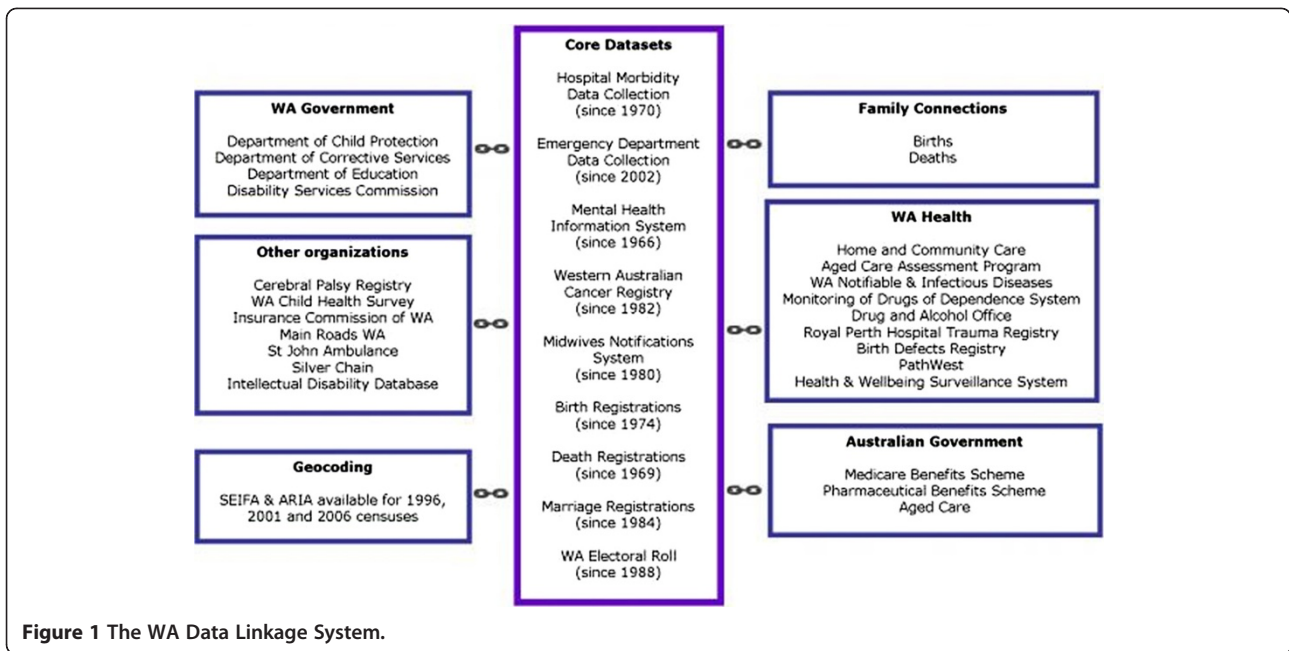 WA Government
Department of Child Protection
Department of Corrective Services
Department of Education
Disability Services Commission
Other organizations
Cerebral Palsy Registry
WA Child Health Survey
Insurance Commission of WA
Main Roads WA
St John Ambulance
Silver Chain
Intellectual Disability Database
Geocoding
SEIFA & ARIA available for 1996,
2001 and 2006 censuses
Core Datasets
Hospital Morbidity
Data Collection
(since 1970)
Emergency Department
Data Collection
(since 2002)
Mental Health
Information System
(since 1966)
Western Australian
Cancer Registry
(since 1982)
Midwives Notifications
System
(since 1980)
Birth Registrations
(since 1974)
Death Registrations
(since 1969)
Marriage Registrations
(since 1984)
WA Electoral Roll
(since 1988)
Family Connections
Births
Deaths
WA Health
Home and Community Care
Aged Care Assessment Program
WA Notifiable & Infectious Diseases
Monitoring of Drugs of Dependence System
Drug and Alcohol Office
Royal Perth Hospital Trauma Registry
Birth Defects Registry
PathWest
Health & Wellbeing Surveillance System
Australian Government
Medicare Benefits Scheme
Pharmaceutical Benefits Scheme
Aged Care
Figure 1 The WA Data Linkage System.